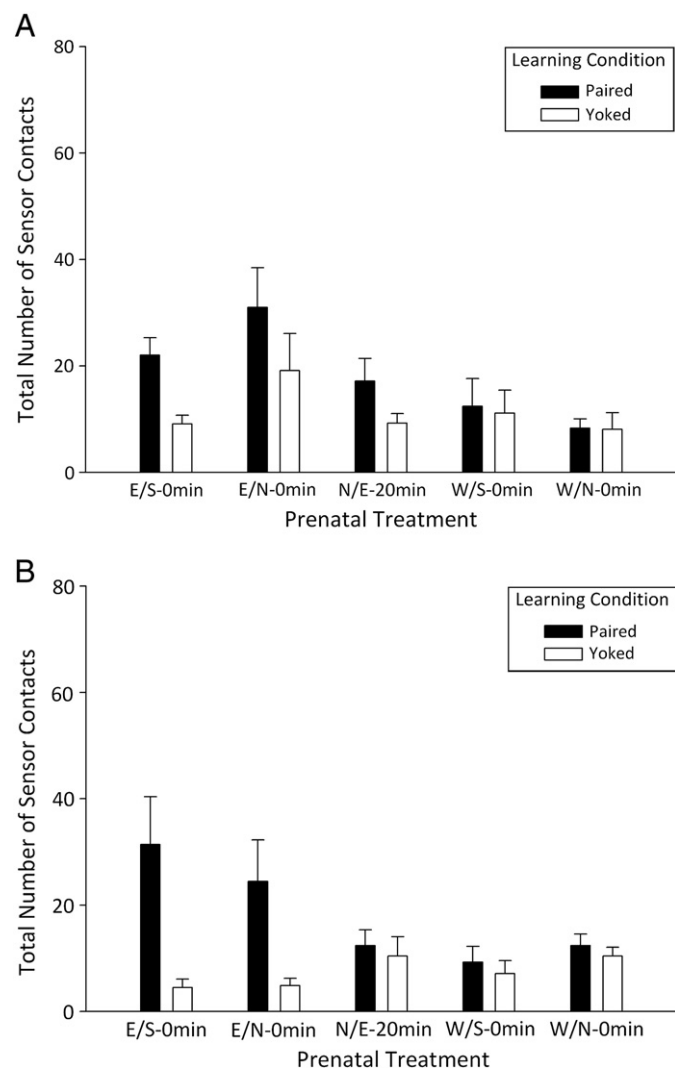 A
80
60
40
20
0
Total Number of Sensor Contacts
Learning Condition
Paired
Yoked
E/S-0min E/N-0min N/E-20min W/S-0min W/N-0min
Prenatal Treatment
B
80
60
40
20
0
Total Number of Sensor Contacts
Learning Condition
Paired
Yoked
E/S-0min E/N-0min N/E-20min W/S-0min W/N-0min
Prenatal Treatment